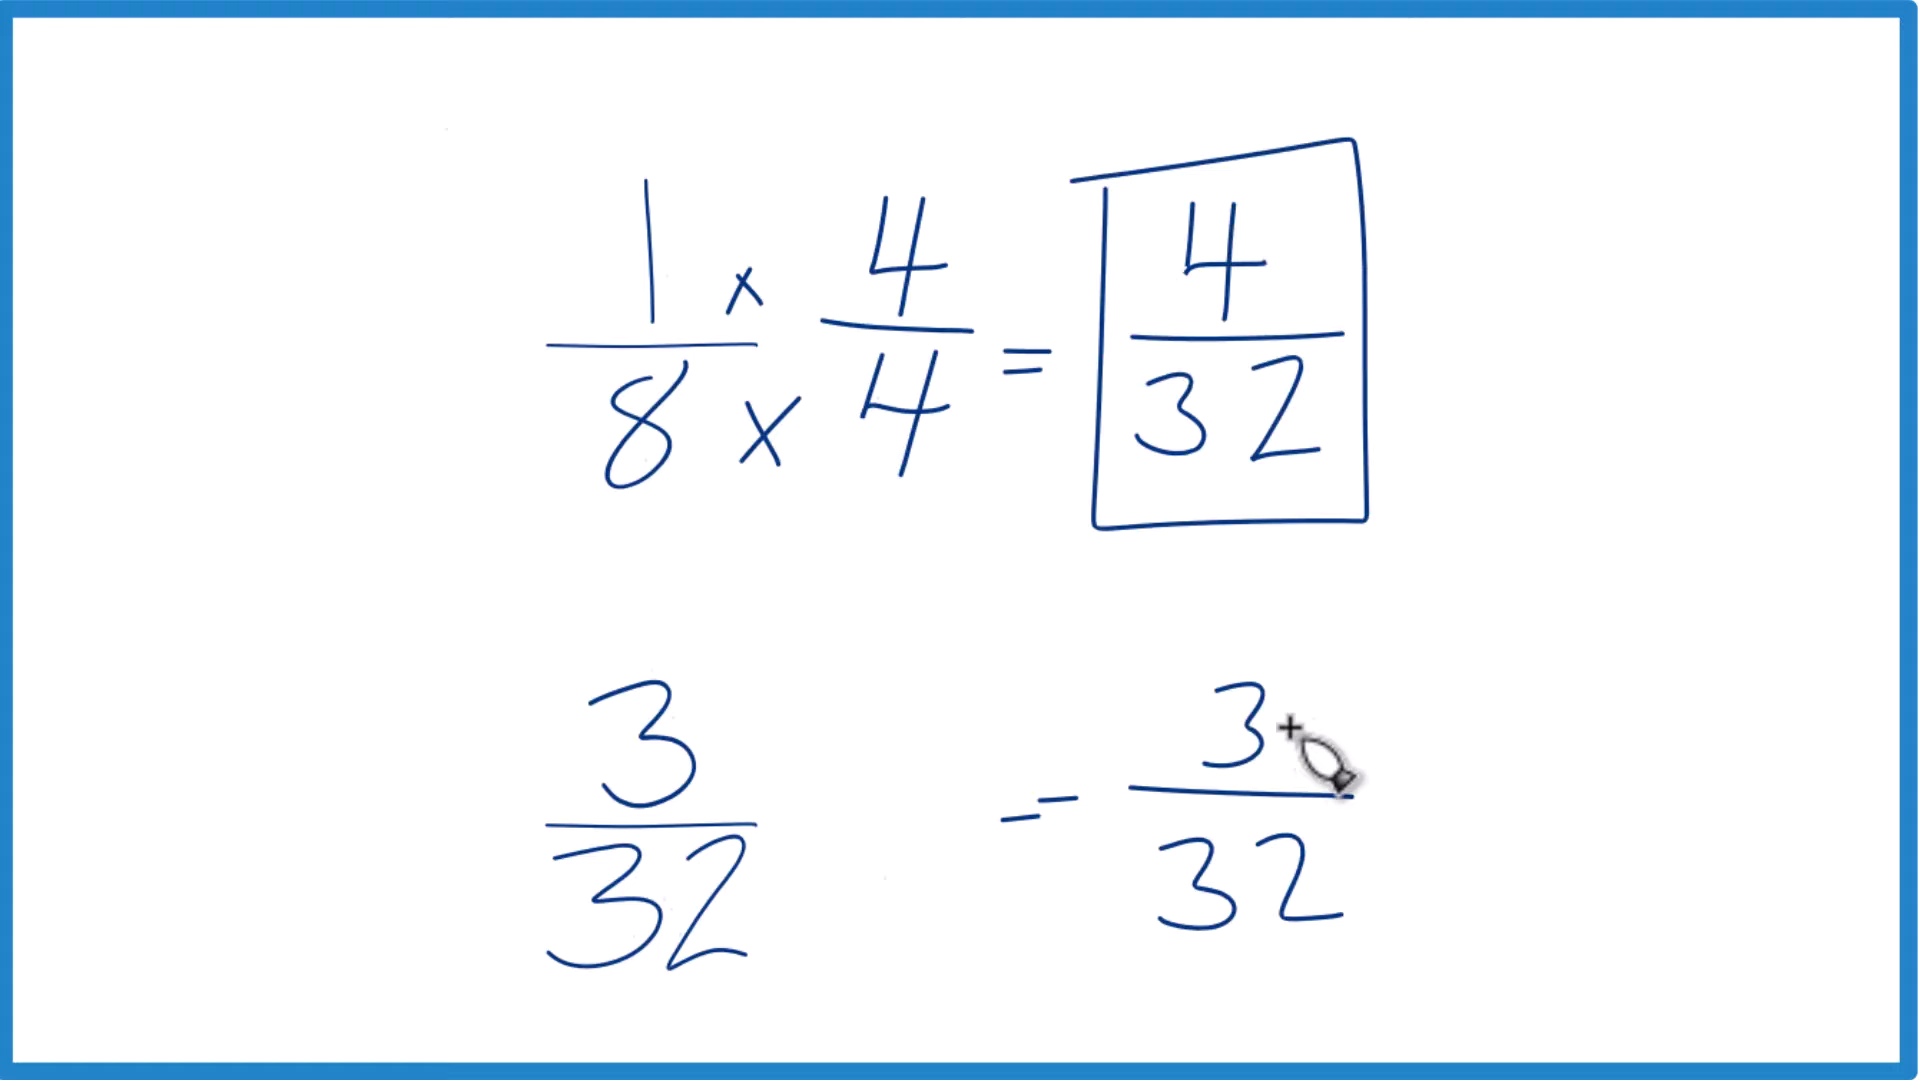 1/8 x 4/4 = 4/32
3/32 = 3/32